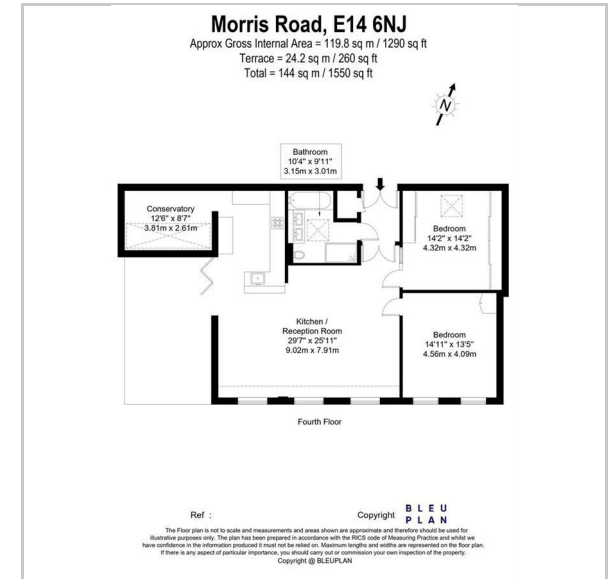 Morris Road, E14 6NJ
Approx Gross Internal Area = 119.8 sq m / 1290 sq ft
Terrace = 24.2 sq m / 260 sq ft
Total = 144 sq m / 1550 sq ft
N
Bathroom
10'4" x 9'11"
3.15m x 3.01m
Conservatory
12'6" x 8'7"
3.81m x 2.61m
Bedroom
14'2" x 14'2"
4.32m x 4.32m
Kitchen /
Reception Room
29'7" x 25'11"
9.02m x 7.91m
Bedroom
14'11" x 13'5"
4.56m x 4.09m
Fourth Floor
Ref :
Copyright
BLEU
PLAN
The Floor plan is not to scale and measurements and areas shown are approximate and therefore should be used for
illustrative purposes only. The plan has been prepared in accordance with the RICS code of Measuring Practice and whilst we
have confidence in the information produced it must not be relied on. Maximum lengths and widths are represented on the floor plan.
If there is any aspect of particular importance, you should carry out or commission your own inspection of the property.
Copyright @ BLEUPLAN